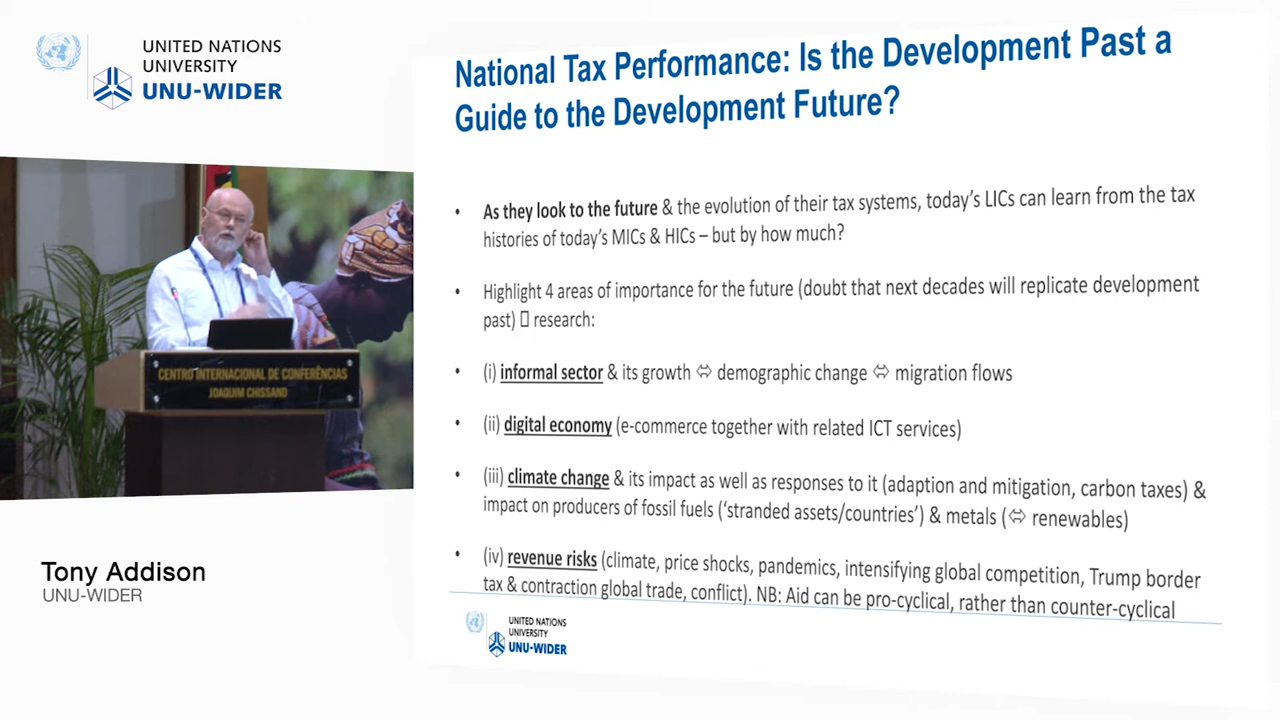 UNITED NATIONS
UNIVERSITY
UNU-WIDER
National Tax Performance: Is the Development Past a
Guide to the Development Future?
• As they look to the future & the evolution of their tax systems, today's LICs can learn from the tax
histories of today's MICs & HICs – but by how much?
• Highlight 4 areas of importance for the future (doubt that next decades will replicate development
past) ▯ research:
• (i) informal sector & its growth ⇔ demographic change ⇔ migration flows
• (ii) digital economy (e-commerce together with related ICT services)
• (iii) climate change & its impact as well as responses to it (adaption and mitigation, carbon taxes) &
impact on producers of fossil fuels ('stranded assets/countries') & metals (⇔ renewables)
• (iv) revenue risks (climate, price shocks, pandemics, intensifying global competition, Trump border
tax & contraction global trade, conflict). NB: Aid can be pro-cyclical, rather than counter-cyclical
UNITED NATIONS
UNIVERSITY
UNU-WIDER
CENTRO INTERNACIONAL DE CONFERÊNCIAS
JOAQUIM CHISSANO
Tony Addison
UNU-WIDER